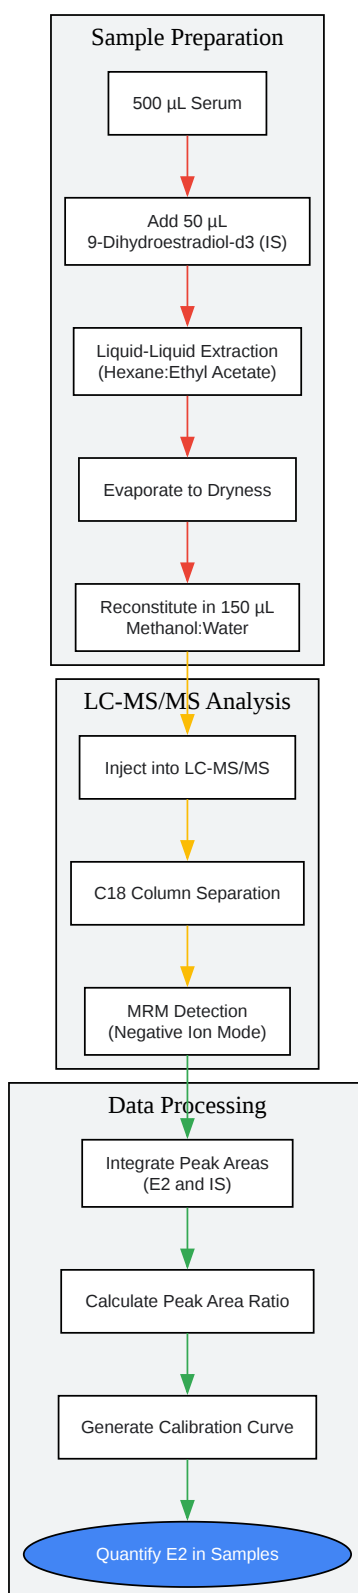 Sample Preparation
500 µL Serum
Add 50 µL
9-Dihydroestradiol-d3 (IS)
Liquid-Liquid Extraction
(Hexane:Ethyl Acetate)
Evaporate to Dryness
Reconstitute in 150 µL
Methanol:Water
LC-MS/MS Analysis
Inject into LC-MS/MS
C18 Column Separation
MRM Detection
(Negative Ion Mode)
Data Processing
Integrate Peak Areas
(E2 and IS)
Calculate Peak Area Ratio
Generate Calibration Curve
Quantify E2 in Samples